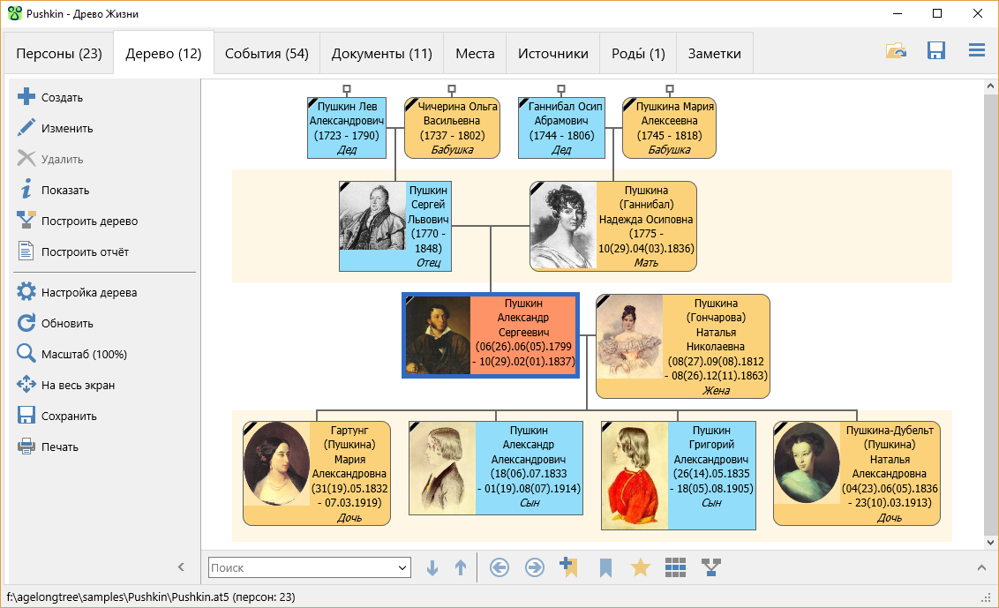 Pushkin - Древо Жизни
Персоны (23)
Дерево (12)
События (54)
Документы (11)
Места
Источники
Роды́ (1)
Заметки
Создать
Изменить
Удалить
Показать
Построить дерево
Построить отчёт
Настройка дерева
Обновить
Масштаб (100%)
На весь экран
Сохранить
Печать
Пушкин Лев
Александрович
(1723 - 1790)
Дед
Чичерина Ольга
Васильевна
(1737 - 1802)
Бабушка
Ганнибал Осип
Абрамович
(1744 - 1806)
Дед
Пушкина Мария
Алексеевна
(1745 - 1818)
Бабушка
Пушкин
Сергей
Львович
(1770 -
1848)
Отец
Пушкина
(Ганнибал)
Надежда Осиповна
(1775 -
10(29).04(03).1836)
Мать
Пушкин
Александр
Сергеевич
(06(26).06(05).1799
- 10(29).02(01).1837)
Пушкина
(Гончарова)
Наталья
Николаевна
(08(27).09(08).1812
- 08(26).12(11).1863)
Жена
Гартунг
(Пушкина)
Мария
Александровна
(31(19).05.1832
- 07.03.1919)
Дочь
Пушкин
Александр
Александрович
(18(06).07.1833
- 01(19).08(07).1914)
Сын
Пушкин
Григорий
Александрович
(26(14).05.1835
- 18(05).08.1905)
Сын
Пушкина-Дубельт
(Пушкина)
Наталья
Александровна
(04(23).06(05).1836
- 23(10).03.1913)
Дочь
Поиск
f:\agelongtree\samples\Pushkin\Pushkin.at5 (персон: 23)